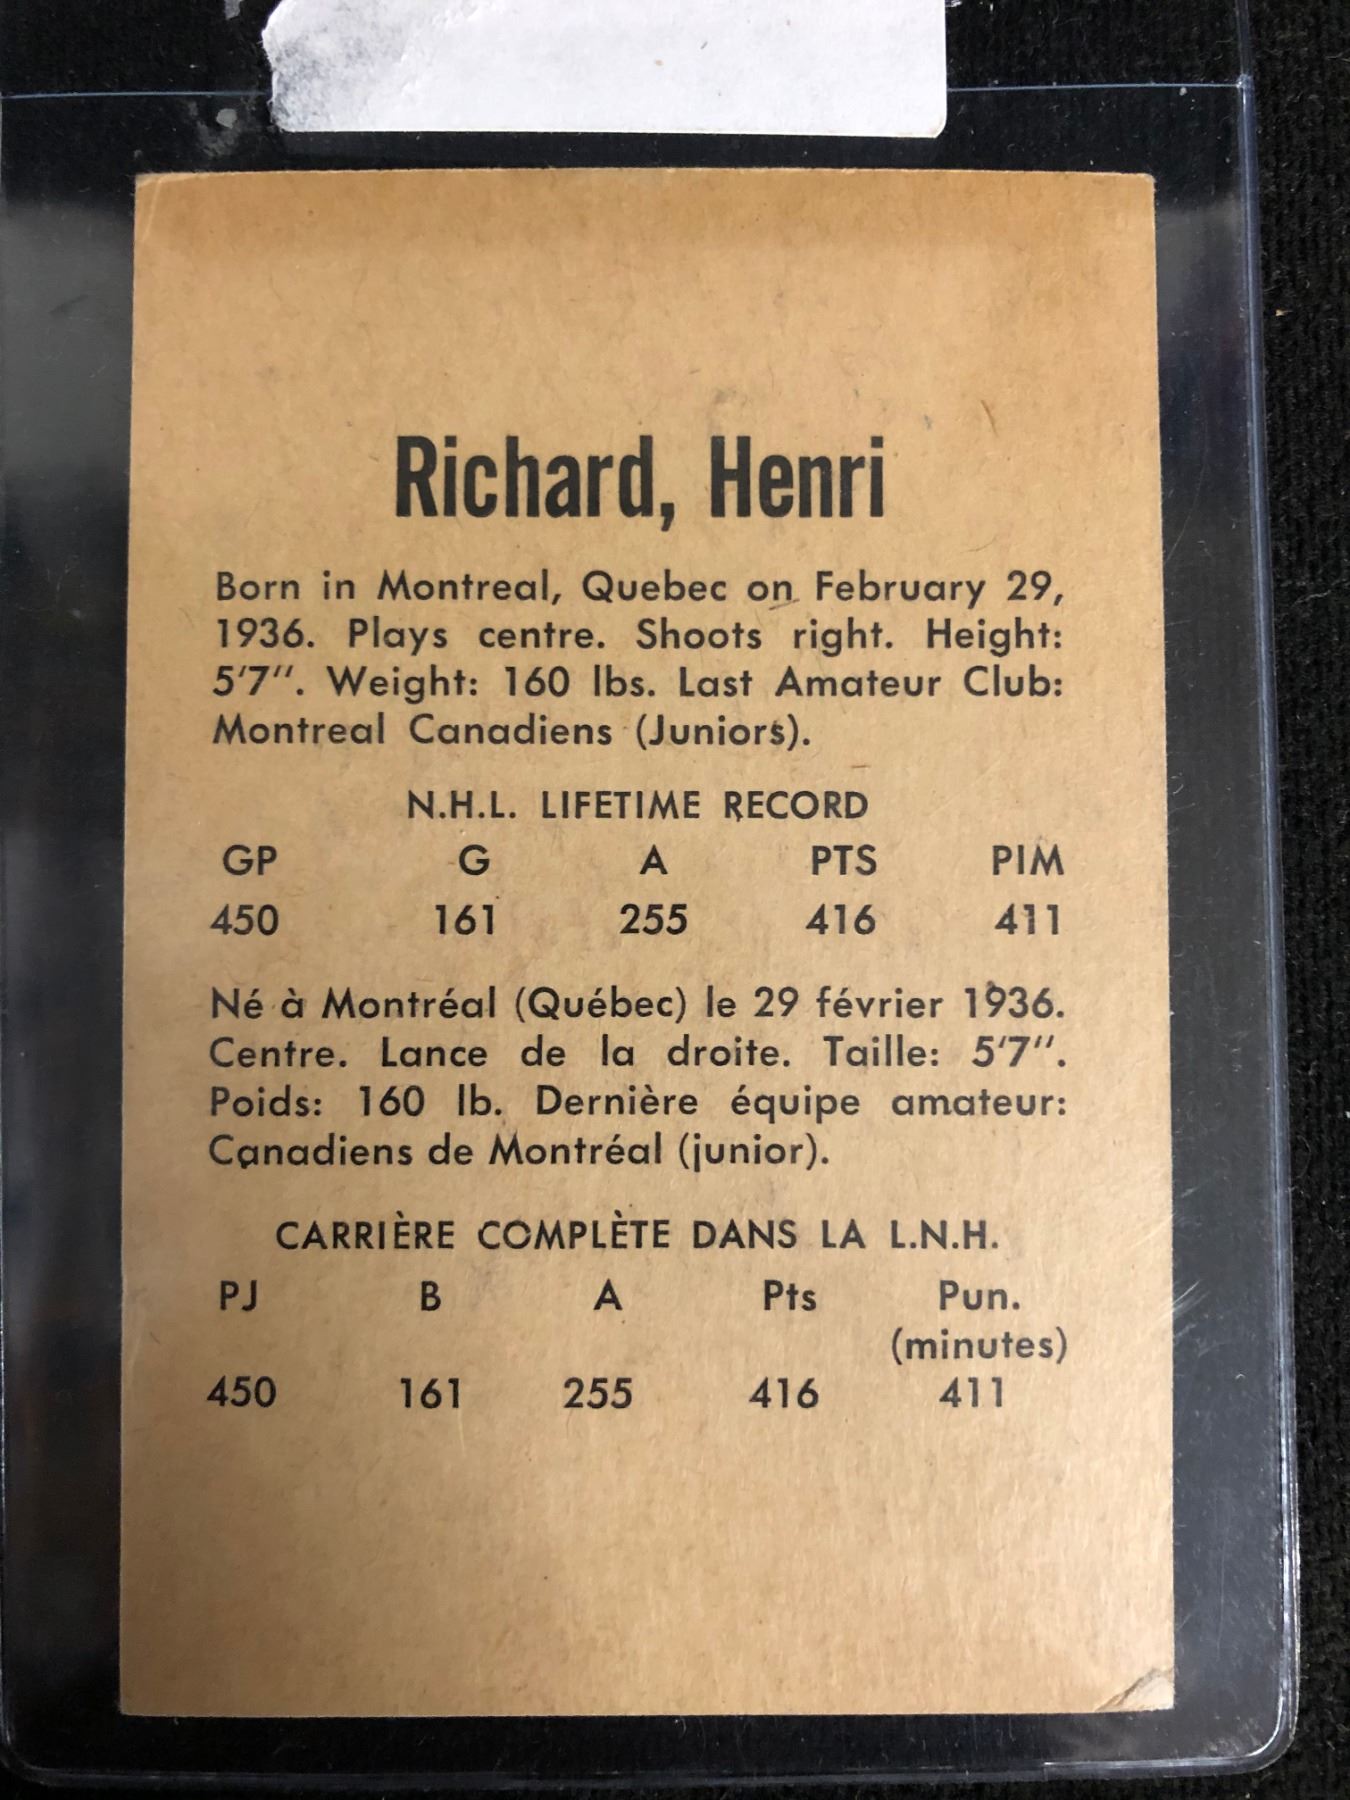 Richard, Henri
Born in Montreal, Quebec on February 29,
1936. Plays centre. Shoots right. Height:
5'7". Weight: 160 lbs. Last Amateur Club:
Montreal Canadiens (Juniors).
N.H.L. LIFETIME RECORD
GP G A PTS PIM
450 161 255 416 411
Né à Montréal (Québec) le 29 février 1936.
Centre. Lance de la droite. Taille: 5'7".
Poids: 160 lb. Dernière équipe amateur:
Canadiens de Montréal (junior).
CARRIÈRE COMPLÈTE DANS LA L.N.H.
PJ B A Pts Pun.
(minutes)
450 161 255 416 411